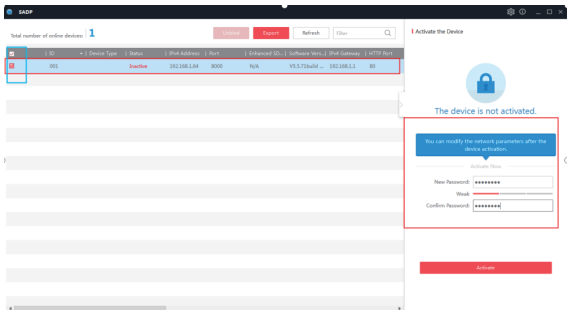 SADP
Total number of online devices: 1
Unbind
Export
Refresh
Filter
ID
Device Type
Status
IPv4 Address
Port
Enhanced SD...
Software Vers...
IPv4 Gateway
HTTP Port
001
Inactive
192.168.1.64
8000
N/A
V5.5.71build ...
192.168.1.1
80
Activate the Device
The device is not activated.
You can modify the network parameters after the
device activation.
Activate Now
New Password:
Weak
Confirm Password:
Activate